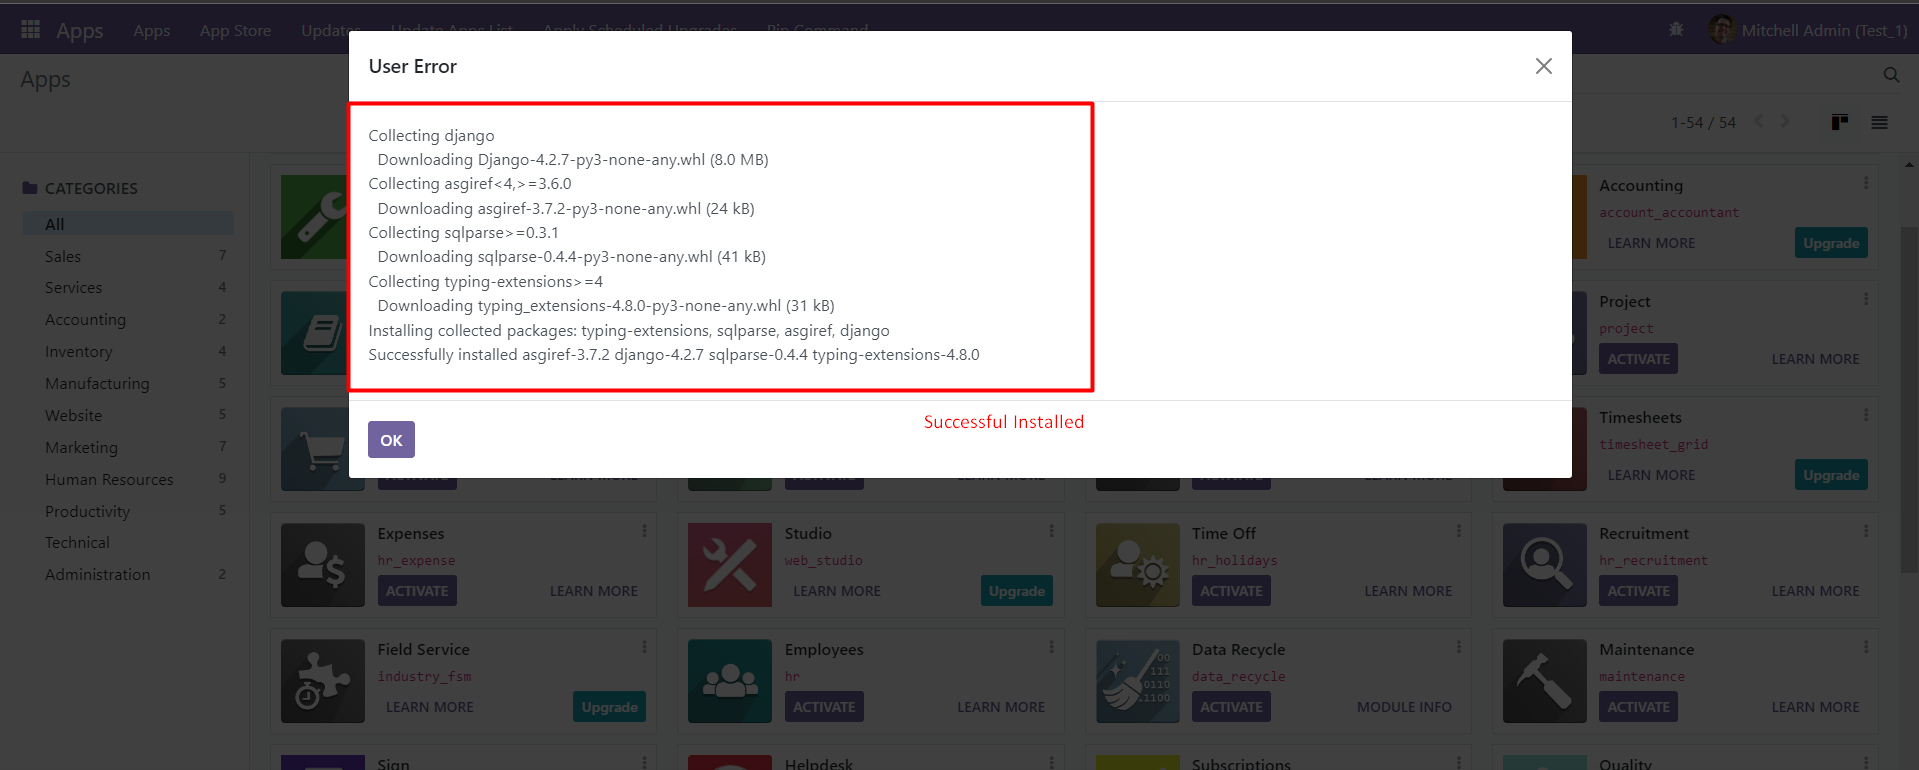 Apps Apps App Store Updates Update Apps List Apply Scheduled Upgrades Pip Command Mitchell Admin (Test_1)
Apps
User Error
1-54 / 54
Collecting django
Downloading Django-4.2.7-py3-none-any.whl (8.0 MB)
Collecting asgiref<4,>=3.6.0
Downloading asgiref-3.7.2-py3-none-any.whl (24 kB)
Collecting sqlparse>=0.3.1
Downloading sqlparse-0.4.4-py3-none-any.whl (41 kB)
Collecting typing-extensions>=4
Downloading typing_extensions-4.8.0-py3-none-any.whl (31 kB)
Installing collected packages: typing-extensions, sqlparse, asgiref, django
Successfully installed asgiref-3.7.2 django-4.2.7 sqlparse-0.4.4 typing-extensions-4.8.0
Successful Installed
OK
CATEGORIES
All
Sales 7
Services 4
Accounting 2
Inventory 4
Manufacturing 5
Website 5
Marketing 7
Human Resources 9
Productivity 5
Technical
Administration 2
Accounting
account_accountant
LEARN MORE Upgrade
Project
project
ACTIVATE LEARN MORE
Timesheets
timesheet_grid
LEARN MORE Upgrade
Expenses
hr_expense
ACTIVATE LEARN MORE
Studio
web_studio
LEARN MORE Upgrade
Time Off
hr_holidays
ACTIVATE LEARN MORE
Recruitment
hr_recruitment
ACTIVATE LEARN MORE
Field Service
industry_fsm
LEARN MORE Upgrade
Employees
hr
ACTIVATE LEARN MORE
Data Recycle
data_recycle
ACTIVATE MODULE INFO
Maintenance
maintenance
ACTIVATE LEARN MORE
Sign
Helpdesk
Subscriptions
Quality